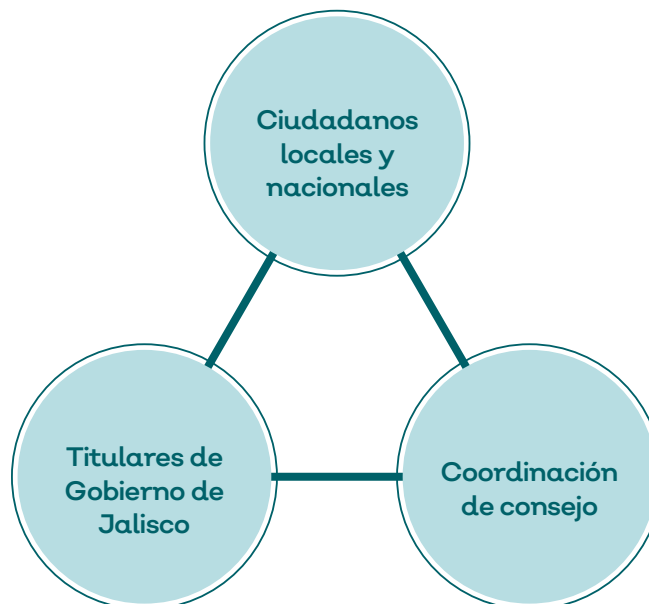 Ciudadanos
locales y
nacionales
Titulares de
Gobierno de
Jalisco
Coordinación
de consejo